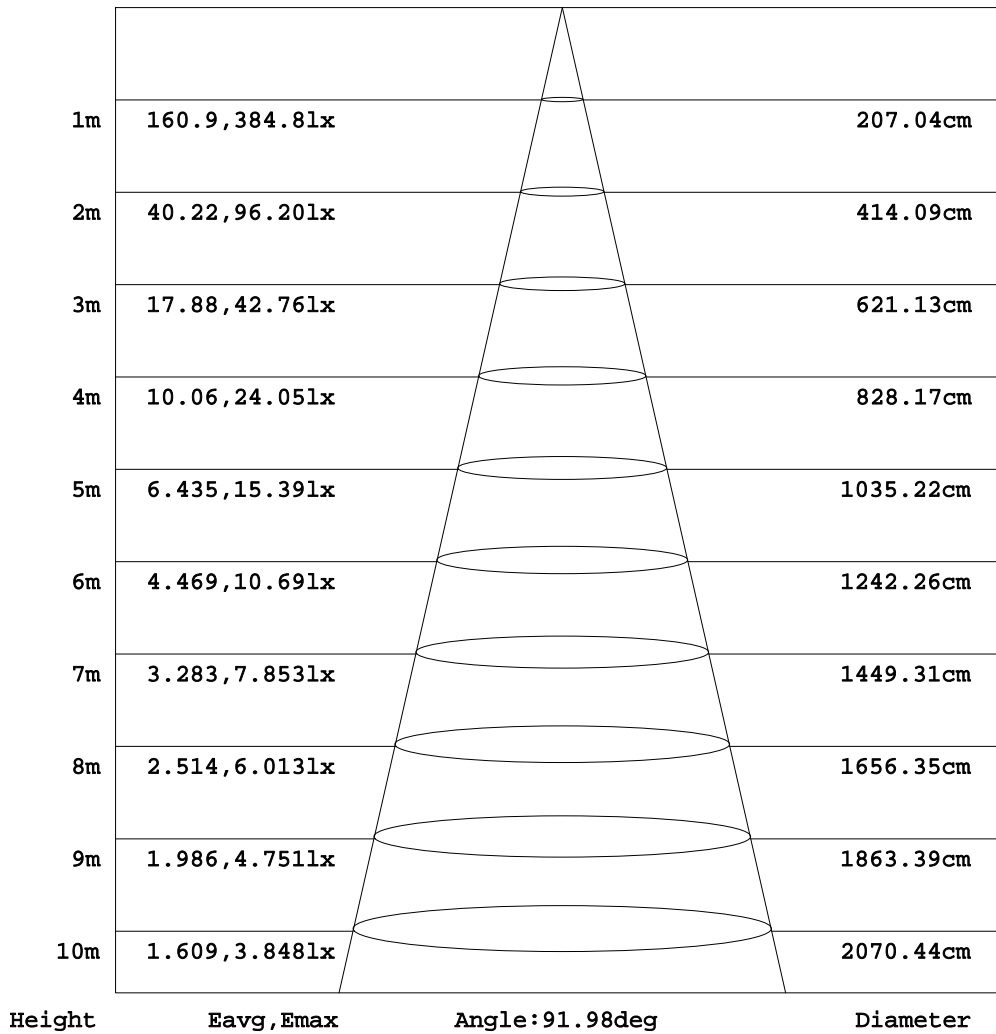 1m 160.9,384.8lx 207.04cm
2m 40.22,96.20lx 414.09cm
3m 17.88,42.76lx 621.13cm
4m 10.06,24.05lx 828.17cm
5m 6.435,15.39lx 1035.22cm
6m 4.469,10.69lx 1242.26cm
7m 3.283,7.853lx 1449.31cm
8m 2.514,6.013lx 1656.35cm
9m 1.986,4.751lx 1863.39cm
10m 1.609,3.848lx 2070.44cm
Height Eavg,Emax Angle:91.98deg Diameter